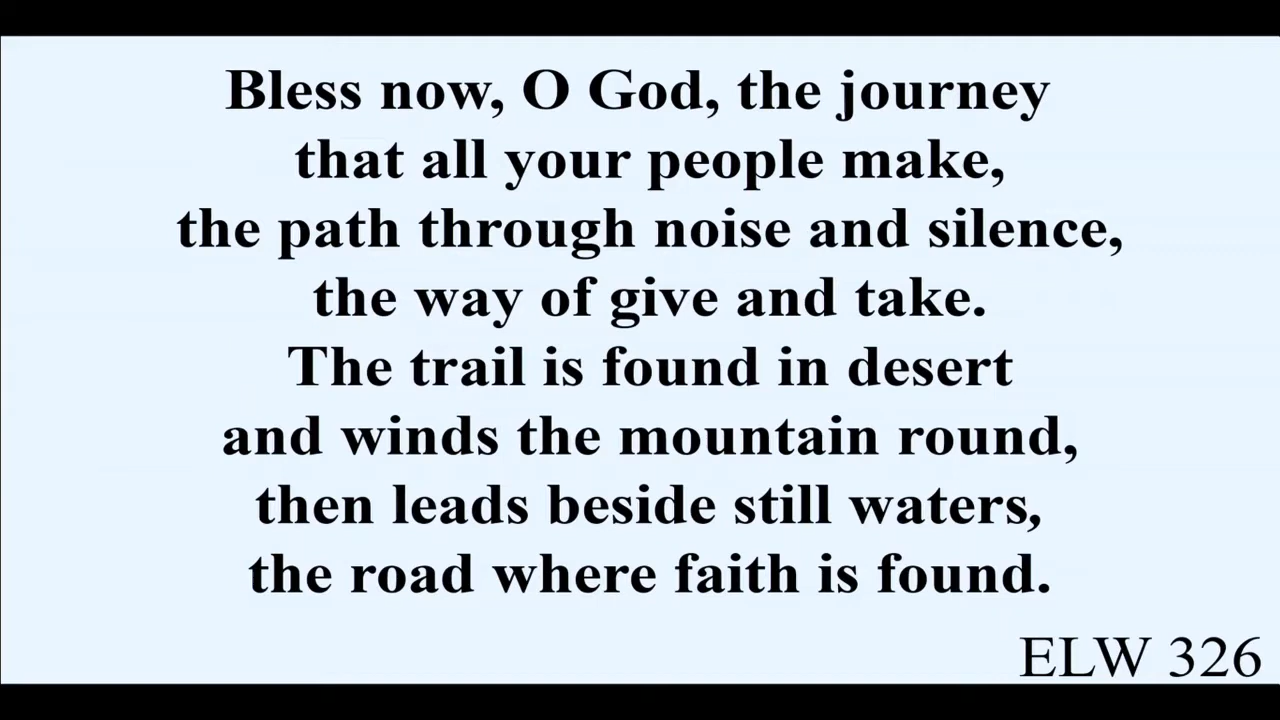 Bless now, O God, the journey
that all your people make,
the path through noise and silence,
the way of give and take.
The trail is found in desert
and winds the mountain round,
then leads beside still waters,
the road where faith is found.
ELW 326